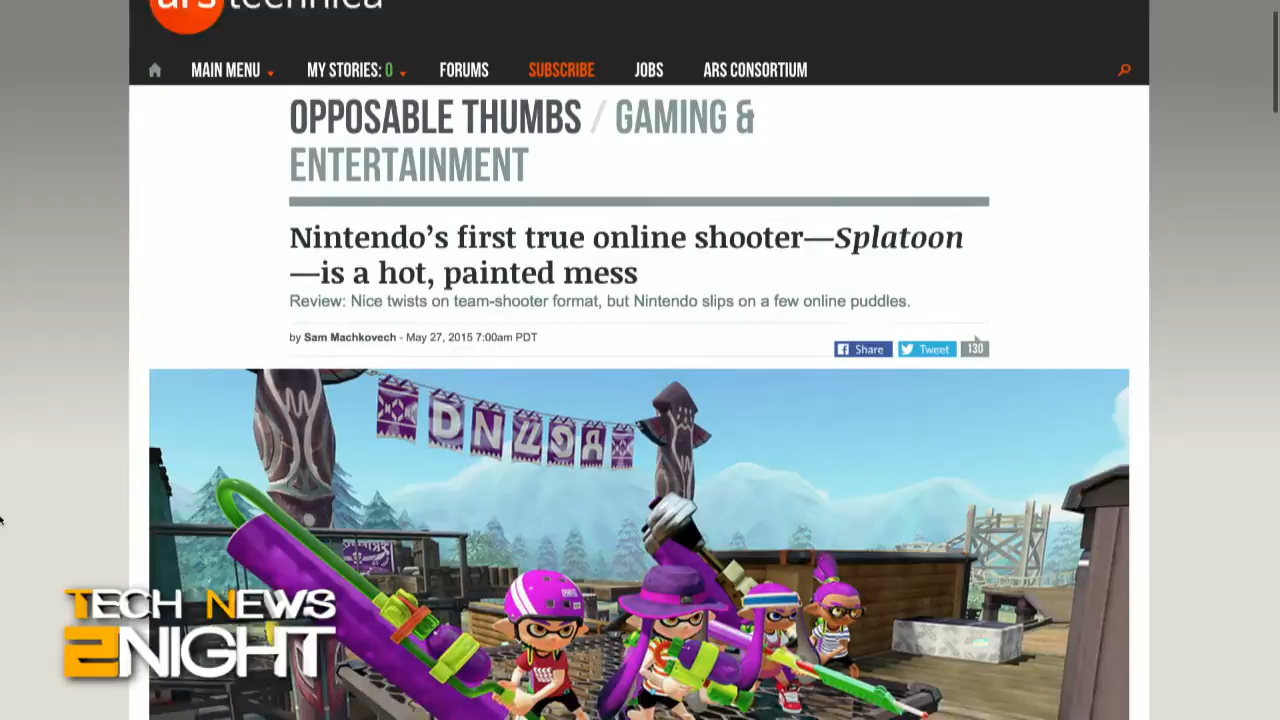 ars technica
MAIN MENU
MY STORIES: 0
FORUMS
SUBSCRIBE
JOBS
ARS CONSORTIUM
OPPOSABLE THUMBS / GAMING &
ENTERTAINMENT
Nintendo’s first true online shooter—Splatoon
—is a hot, painted mess
Review: Nice twists on team-shooter format, but Nintendo slips on a few online puddles.
by Sam Machkovech - May 27, 2015 7:00am PDT
Share
Tweet
130
TECH NEWS
2NIGHT